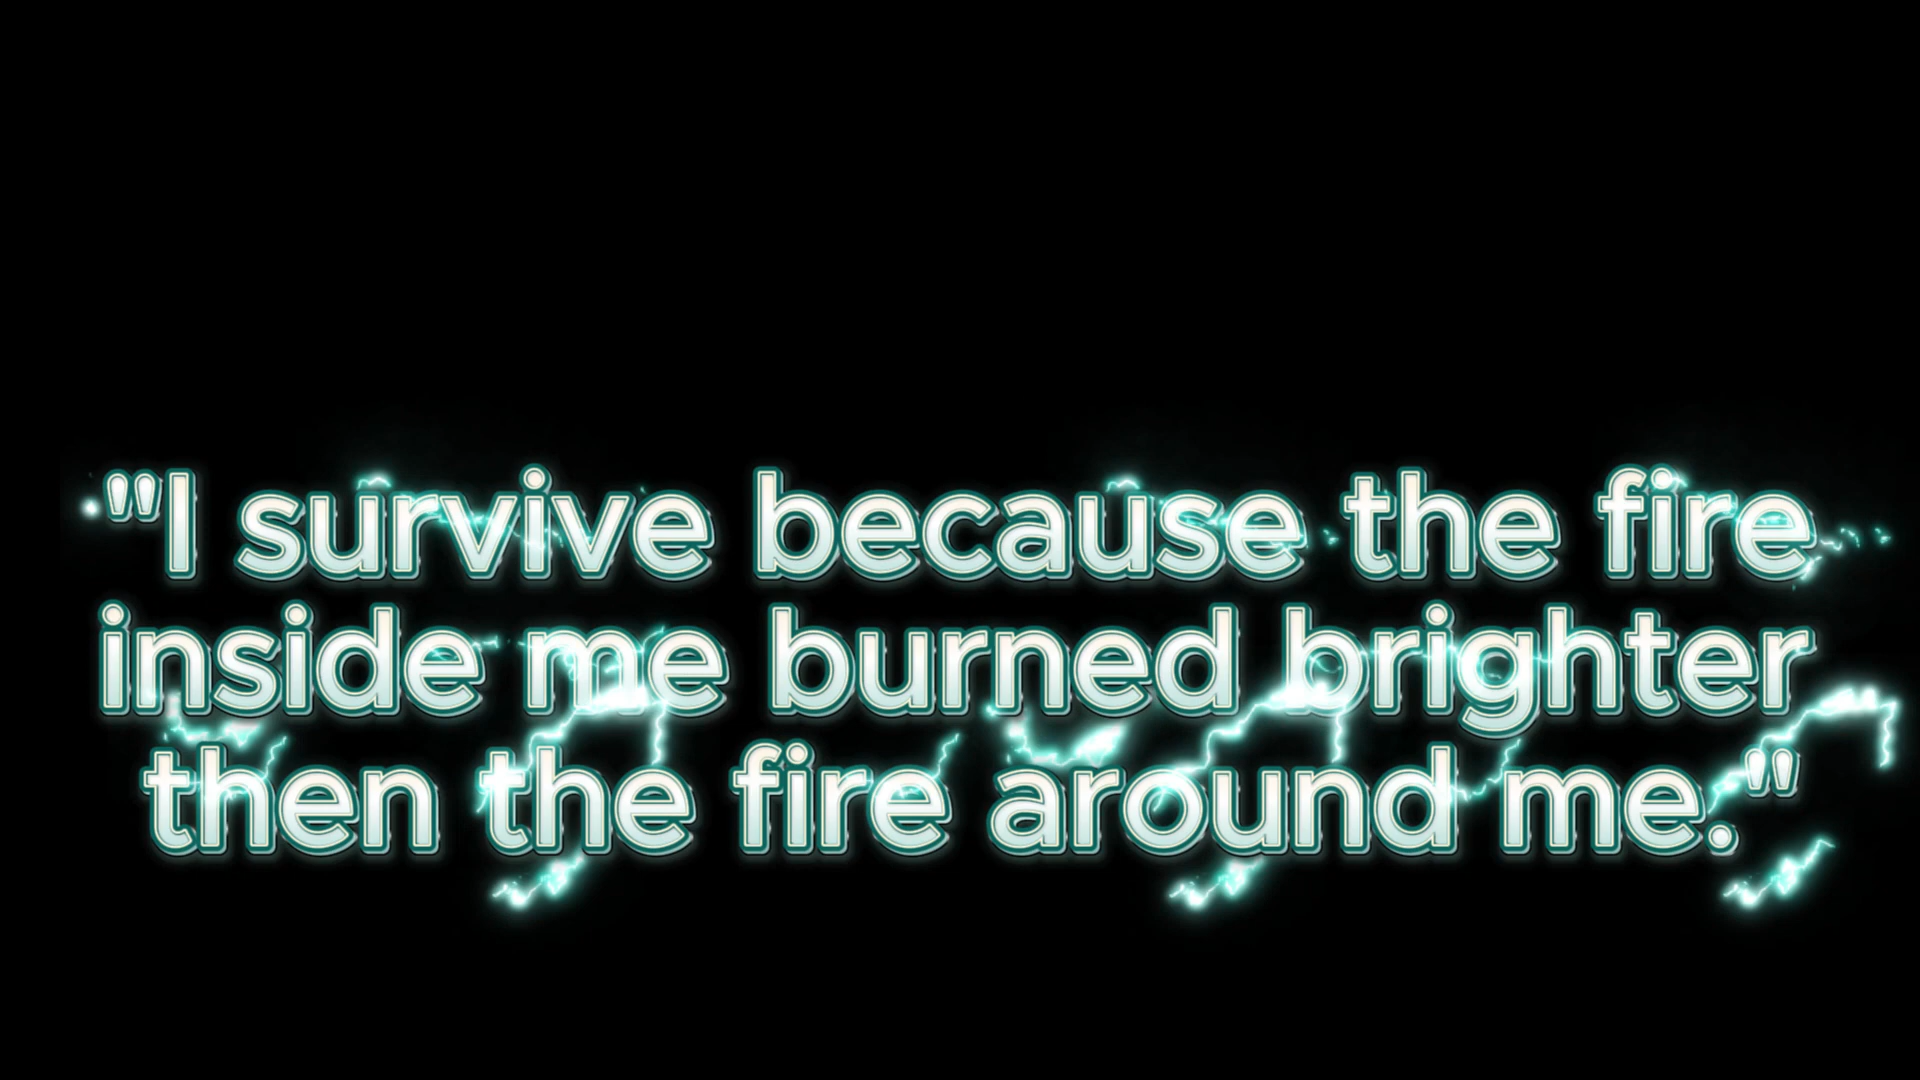 "I survive because the fire
inside me burned brighter
then the fire around me."